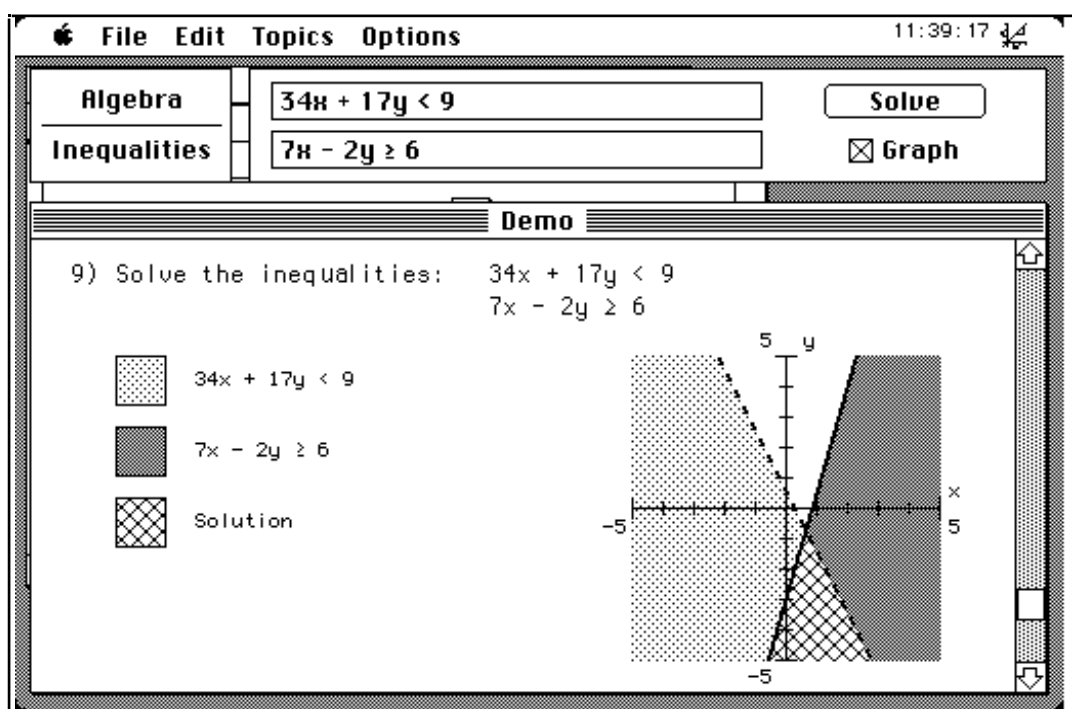 File Edit Topics Options 11:39:17
Algebra
Inequalities
34x + 17y < 9
7x - 2y ≥ 6
Solve
Graph
Demo
9) Solve the inequalities: 34x + 17y < 9
7x - 2y ≥ 6
34x + 17y < 9
7x - 2y ≥ 6
Solution
5 y
x
-5 5
-5